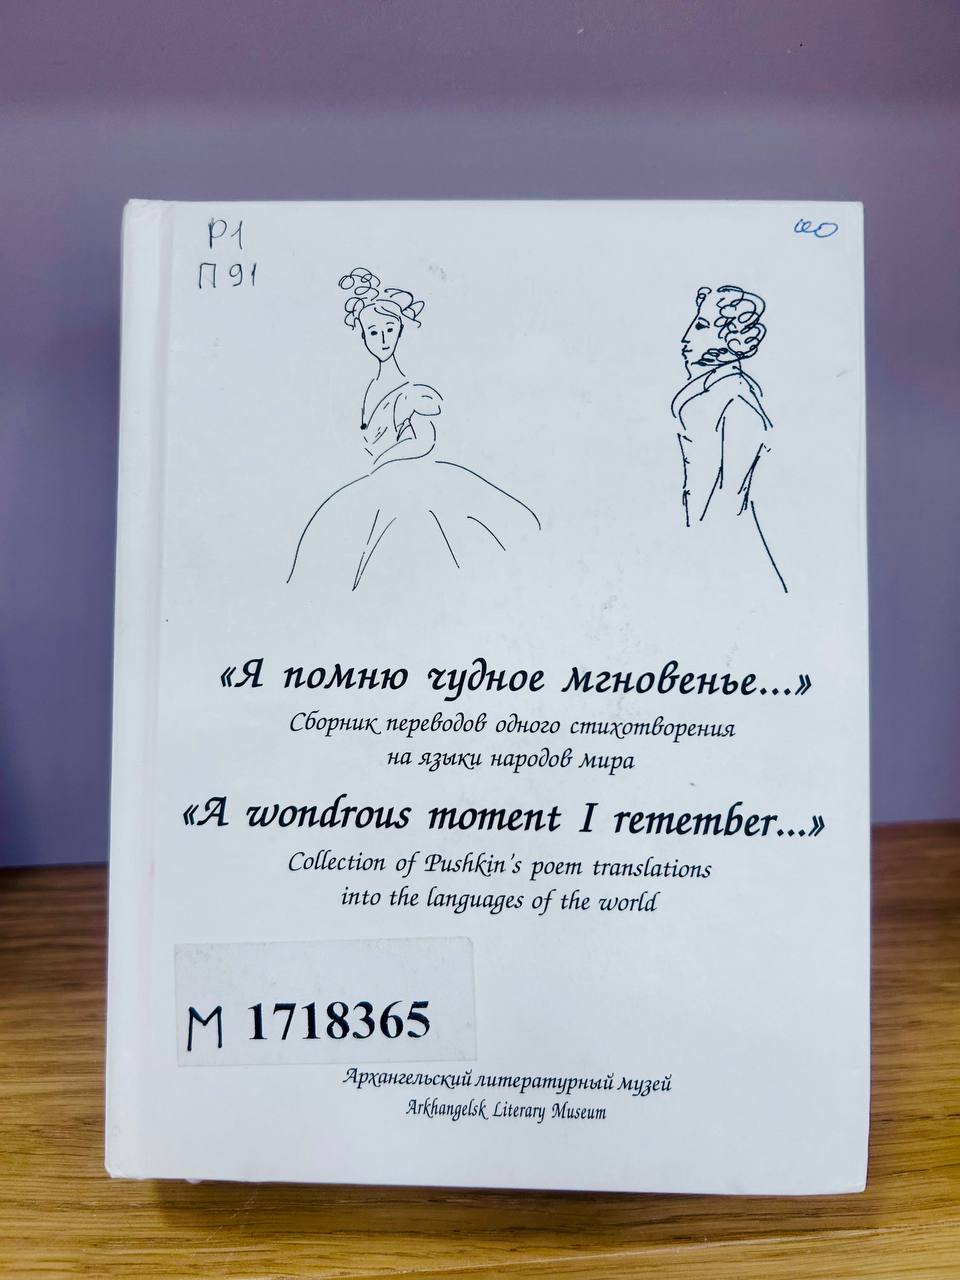 Р1
П 91
«Я помню чудное мгновенье...»
Сборник переводов одного стихотворения
на языки народов мира
«A wondrous moment I remember...»
Collection of Pushkin's poem translations
into the languages of the world
М 1718365
Архангельский литературный музей
Arkhangelsk Literary Museum